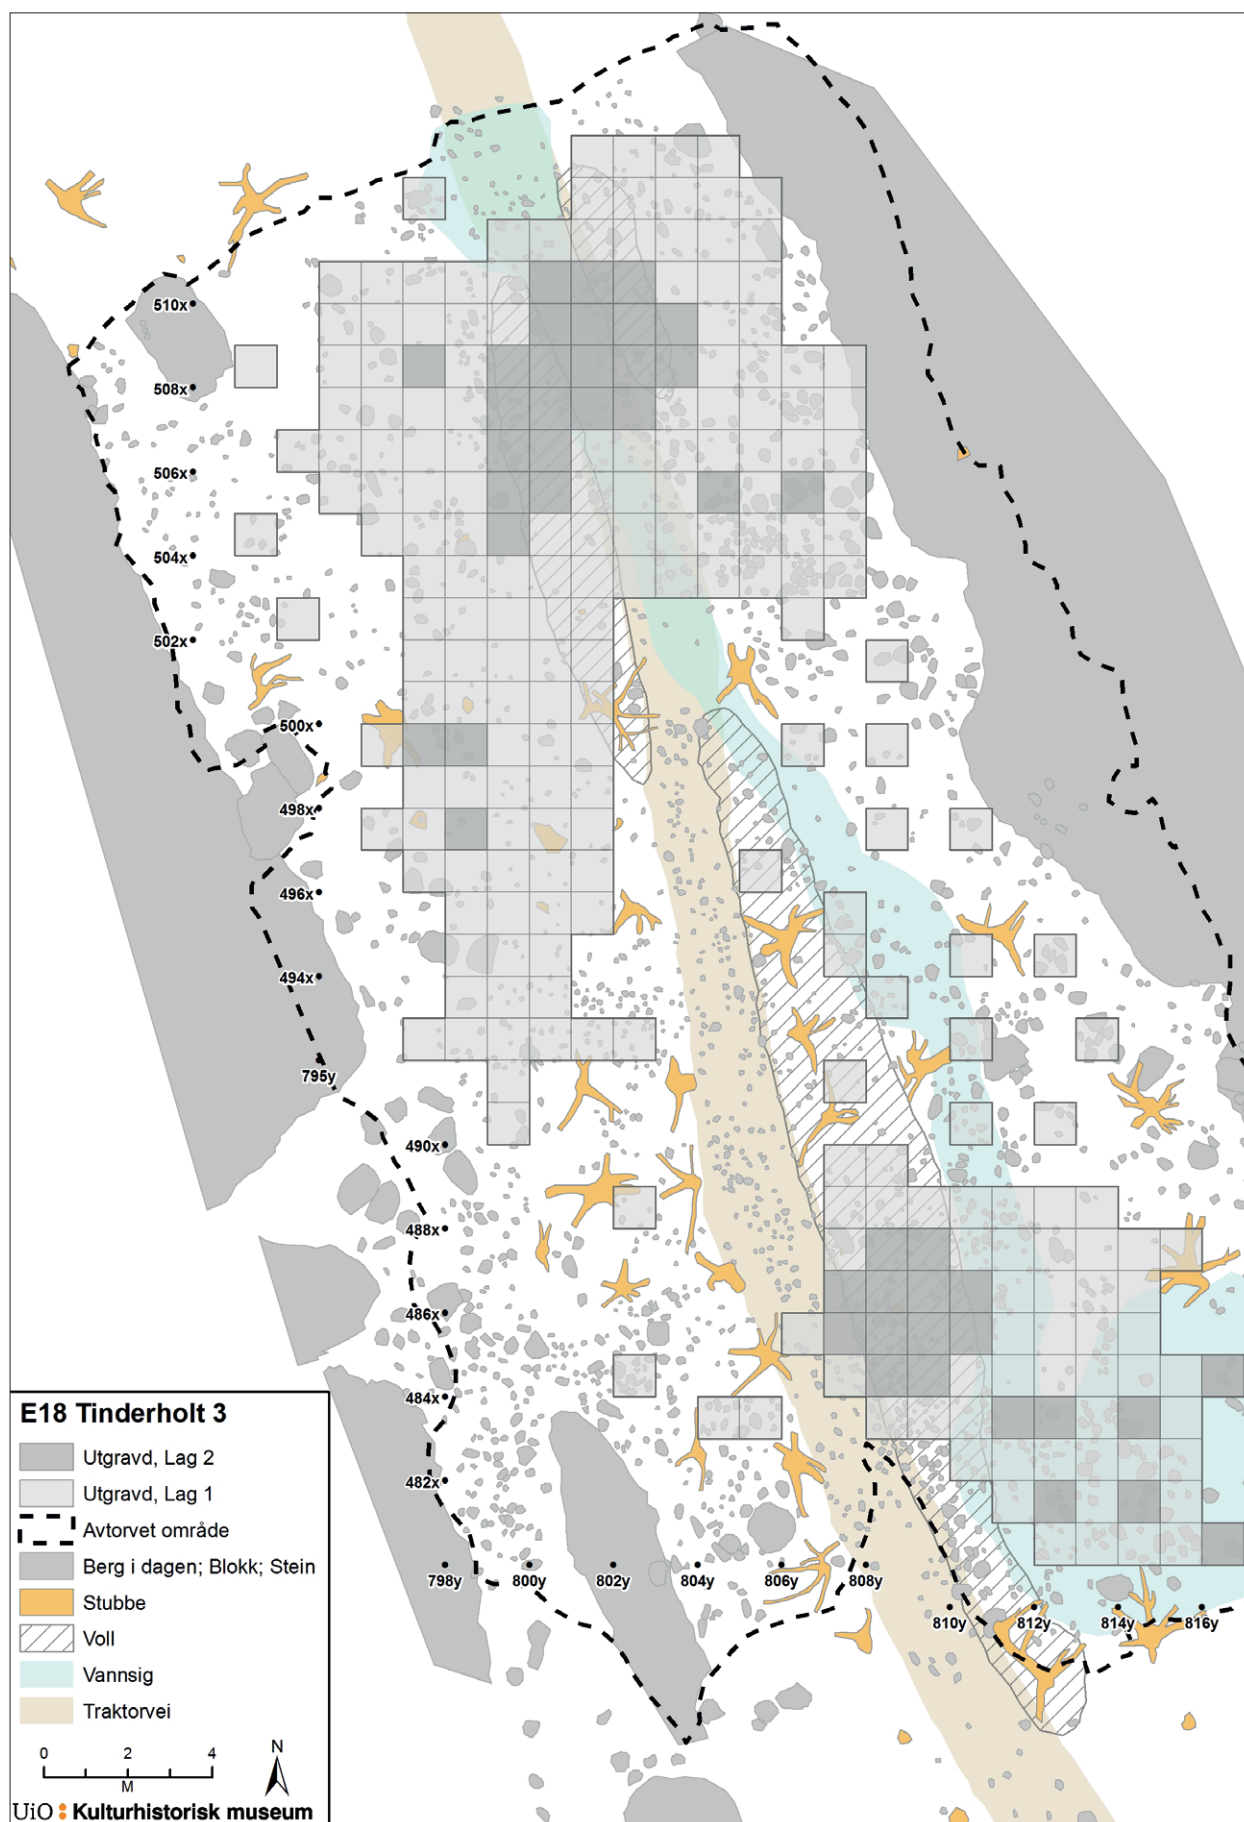 510x
508x
506x
504x
502x
500x
498x
496x
494x
795y
490x
488x
486x
484x
482x
798y 800y 802y 804y 806y 808y
810y 812y 814y 816y
E18 Tinderholt 3
Utgravd, Lag 2
Utgravd, Lag 1
Avtorvet område
Berg i dagen; Blokk; Stein
Stubbe
Voll
Vannsig
Traktorvei
0 2 4
M
N
UiO Kulturhistorisk museum